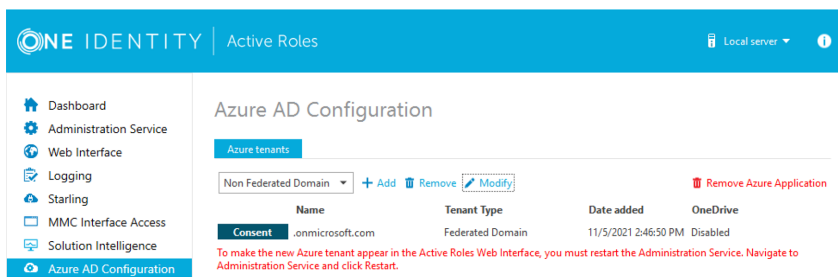 ONE IDENTITY Active Roles Local server
Dashboard
Administration Service
Web Interface
Logging
Starling
MMC Interface Access
Solution Intelligence
Azure AD Configuration
Azure AD Configuration
Azure tenants
Non Federated Domain Add Remove Modify Remove Azure Application
Name Tenant Type Date added OneDrive
Consent .onmicrosoft.com Federated Domain 11/5/2021 2:46:50 PM Disabled
To make the new Azure tenant appear in the Active Roles Web Interface, you must restart the Administration Service. Navigate to
Administration Service and click Restart.